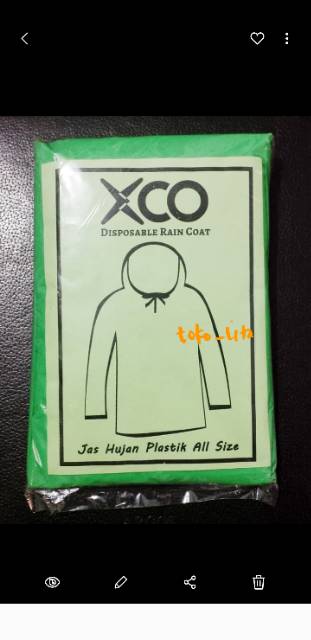 XCO
Disposable Rain Coat
toko_lita
Jas Hujan Plastik All Size